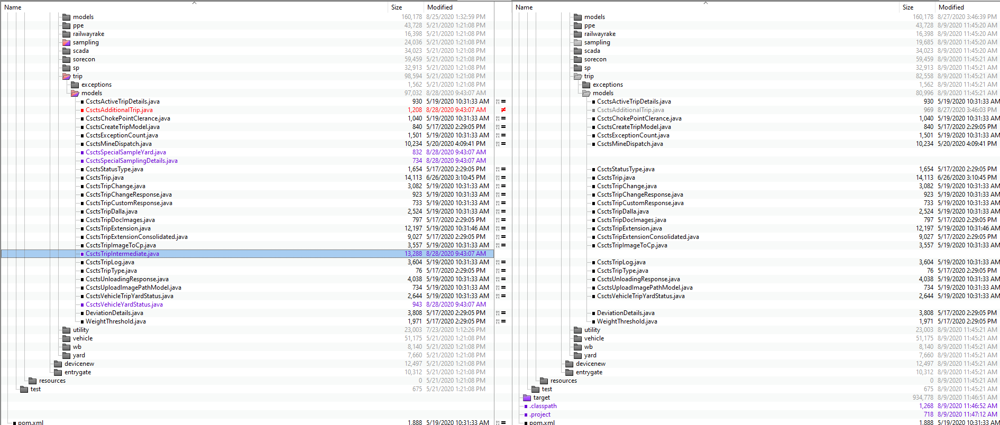 Name Size Modified Name Size Modified
models 160,178 8/25/2020 1:32:59 PM models 160,178 8/27/2020 3:46:39 PM
ppe 43,728 5/21/2020 1:21:08 PM ppe 43,728 8/9/2020 11:45:20 AM
railwayrake 16,398 5/21/2020 1:21:08 PM railwayrake 16,398 8/9/2020 11:45:20 AM
sampling 24,036 5/21/2020 1:21:08 PM sampling 19,685 8/9/2020 11:45:20 AM
scada 34,023 5/21/2020 1:21:08 PM scada 34,023 8/9/2020 11:45:20 AM
sorecon 59,459 5/21/2020 1:21:08 PM sorecon 59,459 8/9/2020 11:45:21 AM
sp 32,913 5/21/2020 1:21:08 PM sp 32,913 8/9/2020 11:45:21 AM
trip 98,594 5/21/2020 1:21:08 PM trip 82,558 8/9/2020 11:45:21 AM
exceptions 1,562 5/21/2020 1:21:08 PM exceptions 1,562 8/9/2020 11:45:21 AM
models 97,032 8/28/2020 9:43:07 AM models 80,996 8/9/2020 11:45:21 AM
CsctsActiveTripDetails.java 930 5/19/2020 10:31:33 AM = CsctsActiveTripDetails.java 930 5/19/2020 10:31:33 AM
CsctsAdditionalTrip.java 1,208 8/28/2020 9:43:07 AM ≠ CsctsAdditionalTrip.java 969 8/27/2020 3:46:03 PM
CsctsChokePointClerance.java 1,040 5/19/2020 10:31:33 AM = CsctsChokePointClerance.java 1,040 5/19/2020 10:31:33 AM
CsctsCreateTripModel.java 840 5/17/2020 2:29:05 PM = CsctsCreateTripModel.java 840 5/17/2020 2:29:05 PM
CsctsExceptionCount.java 1,501 5/19/2020 10:31:33 AM = CsctsExceptionCount.java 1,501 5/19/2020 10:31:33 AM
CsctsMineDispatch.java 10,234 5/20/2020 4:09:41 PM = CsctsMineDispatch.java 10,234 5/20/2020 4:09:41 PM
CsctsSpecialSampleYard.java 832 8/28/2020 9:43:07 AM
CsctsSpecialSamplingDetails.java 734 8/28/2020 9:43:07 AM
CsctsStatusType.java 1,654 5/17/2020 2:29:05 PM = CsctsStatusType.java 1,654 5/17/2020 2:29:05 PM
CsctsTrip.java 14,113 6/26/2020 3:10:45 PM = CsctsTrip.java 14,113 6/26/2020 3:10:45 PM
CsctsTripChange.java 3,082 5/19/2020 10:31:33 AM = CsctsTripChange.java 3,082 5/19/2020 10:31:33 AM
CsctsTripChangeResponse.java 923 5/19/2020 10:31:33 AM = CsctsTripChangeResponse.java 923 5/19/2020 10:31:33 AM
CsctsTripCustomResponse.java 733 5/19/2020 10:31:33 AM = CsctsTripCustomResponse.java 733 5/19/2020 10:31:33 AM
CsctsTripDalla.java 2,524 5/19/2020 10:31:33 AM = CsctsTripDalla.java 2,524 5/19/2020 10:31:33 AM
CsctsTripDocImages.java 797 5/17/2020 2:29:05 PM = CsctsTripDocImages.java 797 5/17/2020 2:29:05 PM
CsctsTripExtension.java 12,197 5/19/2020 10:31:46 AM = CsctsTripExtension.java 12,197 5/19/2020 10:31:46 AM
CsctsTripExtensionConsolidated.java 9,027 5/17/2020 2:29:05 PM = CsctsTripExtensionConsolidated.java 9,027 5/17/2020 2:29:05 PM
CsctsTripImageToCp.java 3,557 5/19/2020 10:31:33 AM = CsctsTripImageToCp.java 3,557 5/19/2020 10:31:33 AM
CsctsTripIntermediate.java 13,288 8/28/2020 9:43:07 AM
CsctsTripLog.java 3,604 5/19/2020 10:31:33 AM = CsctsTripLog.java 3,604 5/19/2020 10:31:33 AM
CsctsTripType.java 76 5/17/2020 2:29:05 PM = CsctsTripType.java 76 5/17/2020 2:29:05 PM
CsctsUnloadingResponse.java 4,038 5/19/2020 10:31:33 AM = CsctsUnloadingResponse.java 4,038 5/19/2020 10:31:33 AM
CsctsUploadImagePathModel.java 734 5/19/2020 10:31:33 AM = CsctsUploadImagePathModel.java 734 5/19/2020 10:31:33 AM
CsctsVehicleTripYardStatus.java 2,644 5/19/2020 10:31:33 AM = CsctsVehicleTripYardStatus.java 2,644 5/19/2020 10:31:33 AM
CsctsVehicleYardStatus.java 943 8/28/2020 9:43:07 AM
DeviationDetails.java 3,808 5/17/2020 2:29:05 PM = DeviationDetails.java 3,808 5/17/2020 2:29:05 PM
WeightThreshold.java 1,971 5/17/2020 2:29:05 PM = WeightThreshold.java 1,971 5/17/2020 2:29:05 PM
utility 23,003 7/23/2020 1:12:26 PM utility 23,003 8/9/2020 11:45:21 AM
vehicle 51,175 5/21/2020 1:21:08 PM vehicle 51,175 8/9/2020 11:45:21 AM
wb 8,140 5/21/2020 1:21:08 PM wb 8,140 8/9/2020 11:45:21 AM
yard 7,660 5/21/2020 1:21:08 PM yard 7,660 8/9/2020 11:45:21 AM
devicenew 12,497 5/21/2020 1:21:08 PM devicenew 12,497 8/9/2020 11:45:21 AM
entrygate 10,312 5/21/2020 1:21:08 PM entrygate 10,312 8/9/2020 11:45:21 AM
resources 0 5/21/2020 1:21:08 PM resources 0 8/9/2020 11:45:21 AM
test 675 5/21/2020 1:21:08 PM test 675 8/9/2020 11:45:21 AM
target 934,778 8/9/2020 11:46:51 AM
.classpath 1,268 8/9/2020 11:46:52 AM
.project 718 8/9/2020 11:47:12 AM
pom.xml 1,888 5/19/2020 10:31:33 AM = pom.xml 1,888 5/19/2020 10:31:33 AM